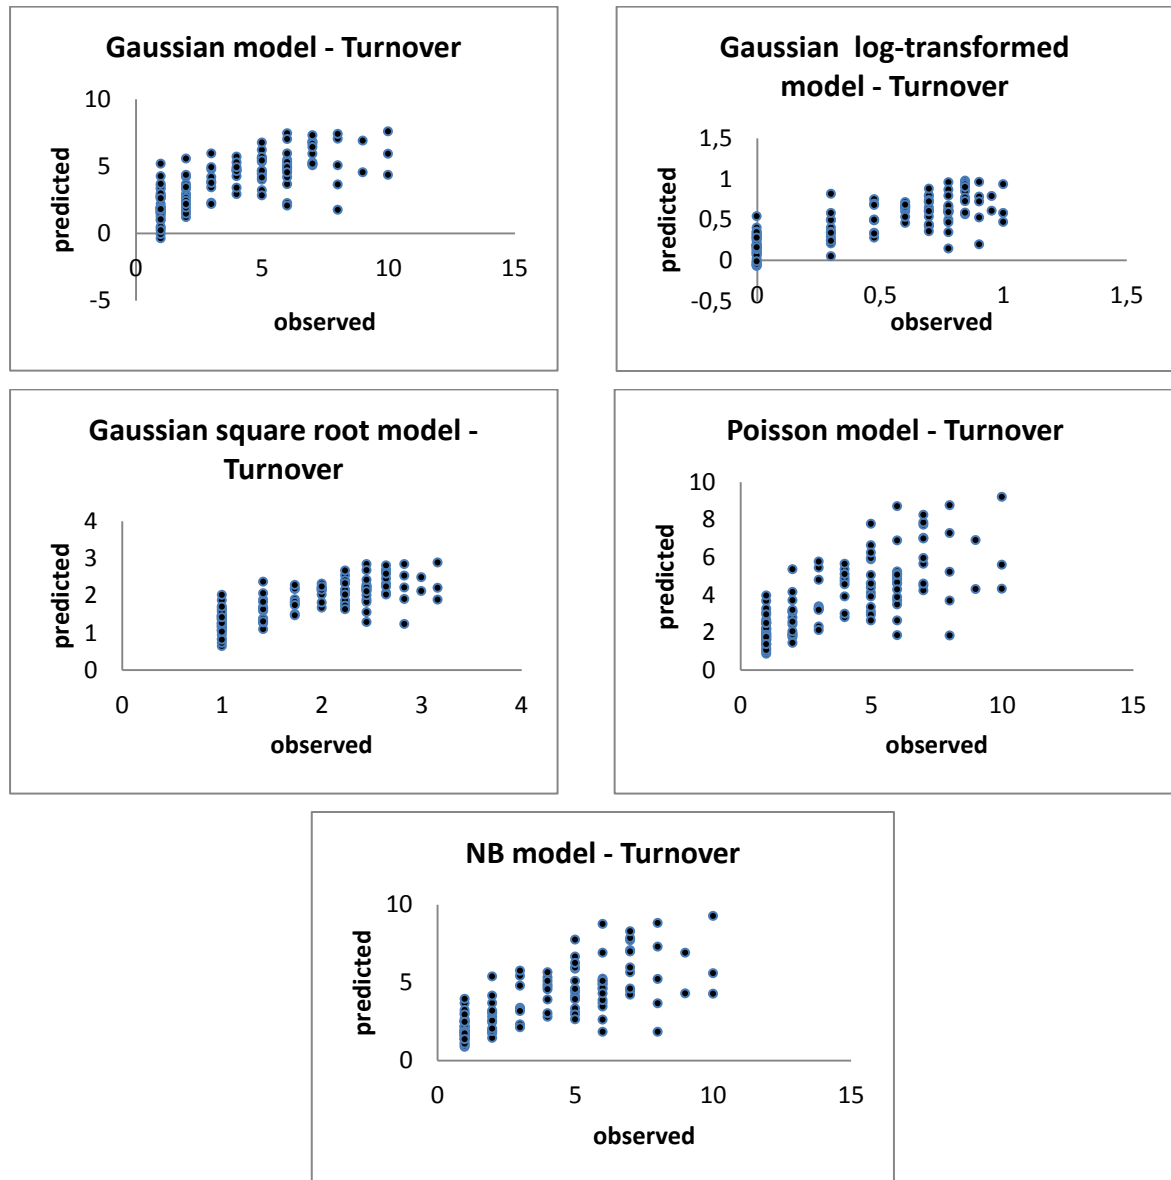 Gaussian model - Turnover
10
5
0
-5
0
5
10
15
predicted
observed
Gaussian log-transformed
model - Turnover
1,5
1
0,5
0
-0,5
0
0,5
1
1,5
predicted
observed
Gaussian square root model -
Turnover
4
3
2
1
0
0
1
2
3
4
predicted
observed
Poisson model - Turnover
10
8
6
4
2
0
0
5
10
15
predicted
observed
NB model - Turnover
10
5
0
0
5
10
15
predicted
observed